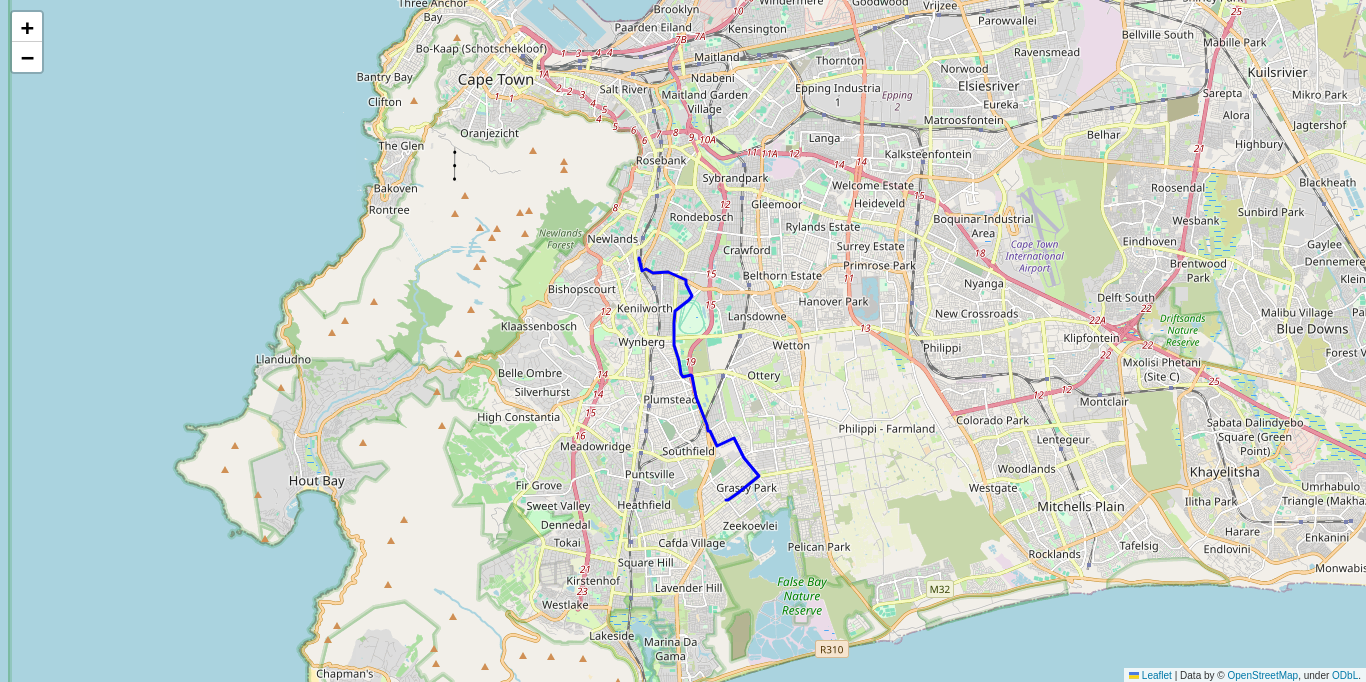 +
−
Three Anchor
Bay
Brooklyn
Windermere
Goodwood
Vrijzee
Paarden Eiland
Kensington
Parowvallei
25
Bellville South
Mabille Park
7B
7A
Bo-Kaap (Schotschekloof)
4-4
Maitland
Ravensmead
Thornton
Kuilsrivier
Bantry Bay
Cape Town
1A
Ndabeni
Norwood
Elsiesriver
Clifton
1 1
Salt River
Maitland Garden
Village
Epping Industria
1
Epping
2
Eureka
Sarepta
Mikro Park
2 2 3 4 5
4
5
6
Matroosfontein
Alora
Jagtershof
Oranjezicht
7 8
9
10A
6
Langa
Belhar
Highbury
The Glen
Rosebank
11 11A 12
14
14
Kalksteenfontein
21
Bakoven
Sybrandpark
Welcome Estate
15
Roosendal
Blackheath
Rontree
8
12
Gleemoor
Heideveld
Rondebosch
Boquinar Industrial
Area
Wesbank
Sunbird Park
Newlands
Forest
Newlands
Rylands Estate
Surrey Estate
Cape Town
International
Airport
Eindhoven
Gaylee
Crawford
18
Brentwood
Park
Primrose Park
15
Belthorn Estate
11
Nyanga
Bishopscourt
Hanover Park
Delft South
12
Kenilworth
15
Lansdowne
New Crossroads
22
Malibu Village
Klaassenbosch
13
22A
Driftsands
Nature
Reserve
Blue Downs
Wynberg
Wetton
Philippi
Klipfontein
22
22
Llandudno
19
Mxolisi Phetani
(Site C)
Belle Ombre
14
Ottery
25
Silverhurst
14
12
12
Plumstead
Montclair
High Constantia
15
Colorado Park
16
Philippi - Farmland
Sabata Dalindyebo
Square (Green
Point)
Meadowridge
Southfield
Lentegeur
Hout Bay
Puntsville
Woodlands
Khayelitsha
Fir Grove
Grassy Park
Westgate
Umrhabulo
Sweet Valley
Heathfield
Mitchells Plain
Ilitha Park
Dennedal
Zeekoevlei
Tokai
Cafda Village
Pelican Park
Tafelsig
Harare
Enkanini
Rocklands
Endlovini
Square Hill
21
23
Kirstenhof
Lavender Hill
False Bay
Nature
Reserve
M32
Westlake
Lakeside
Marina Da
Gama
R310
Chapman's
Leaflet | Data by © OpenStreetMap, under ODbL.